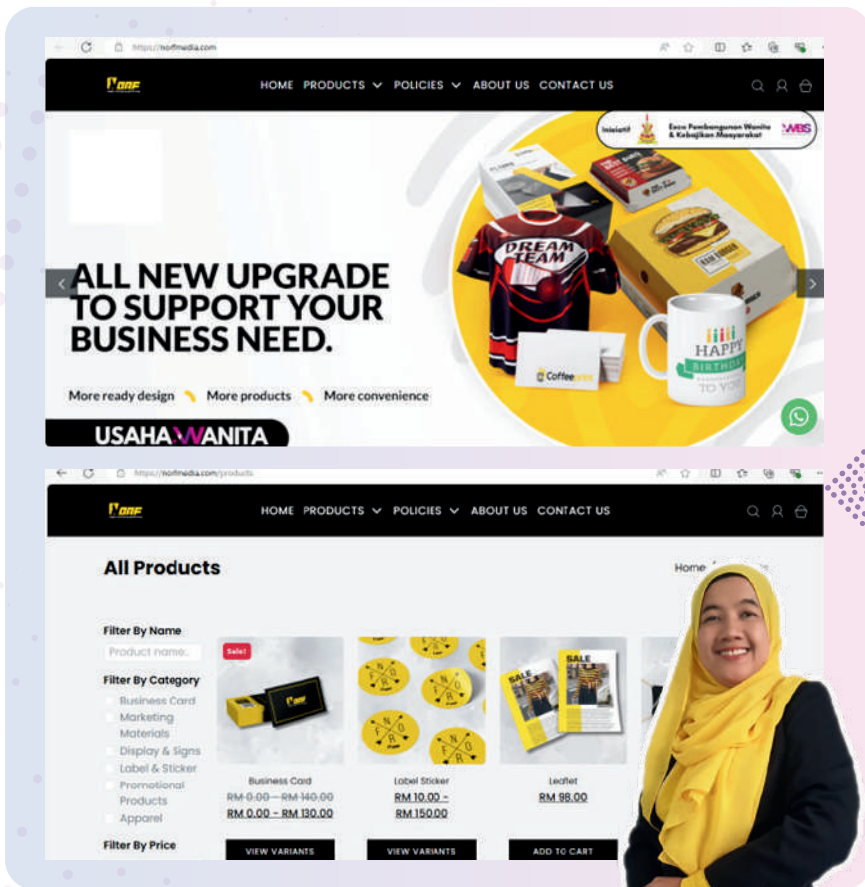 https://norfmedia.com
NORF
HOME PRODUCTS POLICIES ABOUT US CONTACT US
Inisiatif
Exco Pembangunan Wanita
& Kebajikan Masyarakat
WBS
ALL NEW UPGRADE
TO SUPPORT YOUR
BUSINESS NEED.
More ready design More products More convenience
USAHAWANITA
DREAM
TEAM
Coffeeprint
HAPPY
BIRTHDAY
TO YOU
https://norfmedia.com/products
NORF
HOME PRODUCTS POLICIES ABOUT US CONTACT US
All Products
Home
Filter By Name
Product name..
Filter By Category
Business Card
Marketing
Materials
Display & Signs
Label & Sticker
Promotional
Products
Apparel
Filter By Price
Sale!
Business Card
RM 0.00 - RM 140.00
RM 0.00 - RM 130.00
VIEW VARIANTS
Label Sticker
RM 10.00 -
RM 150.00
VIEW VARIANTS
SALE
SALE
Leaflet
RM 98.00
ADD TO CART